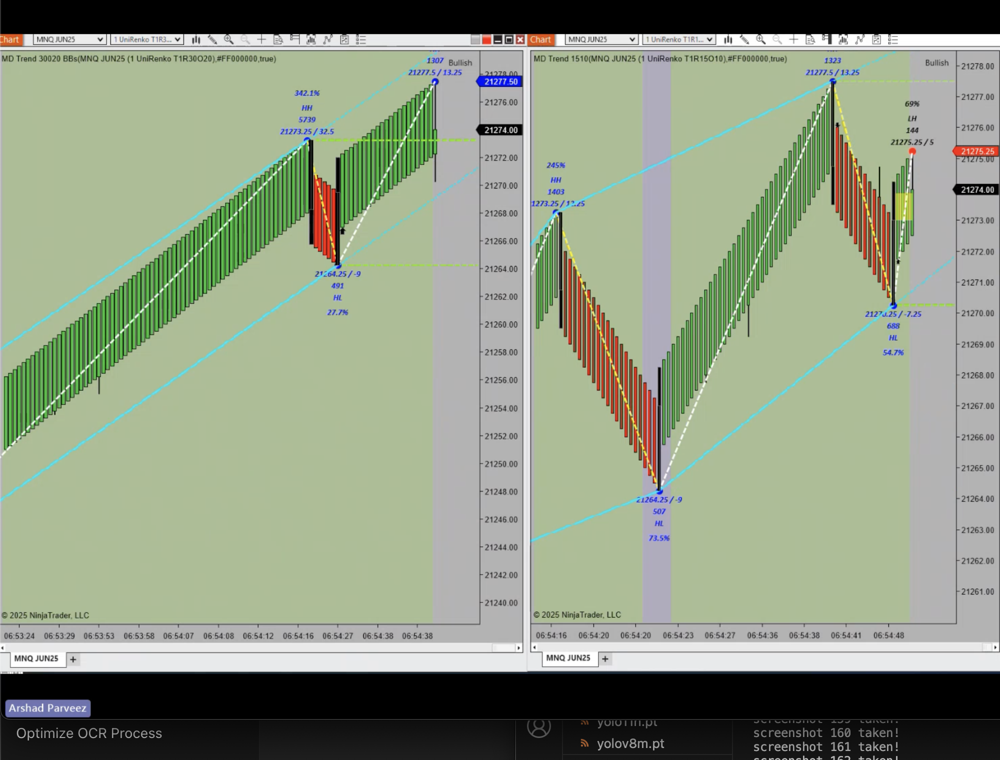 Chart
MNQ JUN25
1 UniRenko T1R3...
MD Trend 30020 BBs(MNQ JUN25 (1 UniRenko T1R30O20),#FF000000,true)
Bullish
1307
21277.5 / 13.25
342.1%
HH
5739
21273.25 / 32.5
21264.25 / -9
491
HL
27.7%
21278.00
21277.50
21276.00
21274.00
21272.00
21270.00
21268.00
21266.00
21264.00
21262.00
21260.00
21258.00
21256.00
21254.00
21252.00
21250.00
21248.00
21246.00
21244.00
21242.00
21240.00
© 2025 NinjaTrader, LLC
06:53:24 06:53:29 06:53:53 06:53:58 06:54:07 06:54:08 06:54:12 06:54:16 06:54:27 06:54:38 06:54:38
MNQ JUN25 +
Chart
MNQ JUN25
1 UniRenko T1R1...
MD Trend 1510(MNQ JUN25 (1 UniRenko T1R15O10),#FF000000,true)
Bullish
1323
21277.5 / 13.25
69%
LH
144
21275.25 / 5
245%
HH
1403
21264.25 / -9
507
HL
73.5%
688
HL
54.7%
21278.00
21277.00
21276.00
21275.25
21275.00
21274.00
21273.00
21272.00
21271.00
21270.00
21269.00
21268.00
21267.00
21266.00
21265.00
21264.00
21263.00
21262.00
21261.00
© 2025 NinjaTrader, LLC
06:54:16 06:54:20 06:54:20 06:54:23 06:54:27 06:54:36 06:54:38 06:54:41 06:54:48
MNQ JUN25 +
Arshad Parveez
Optimize OCR Process
yolo11n.pt
yolov8m.pt
screenshot 159 taken!
screenshot 160 taken!
screenshot 161 taken!
screenshot 162 taken!